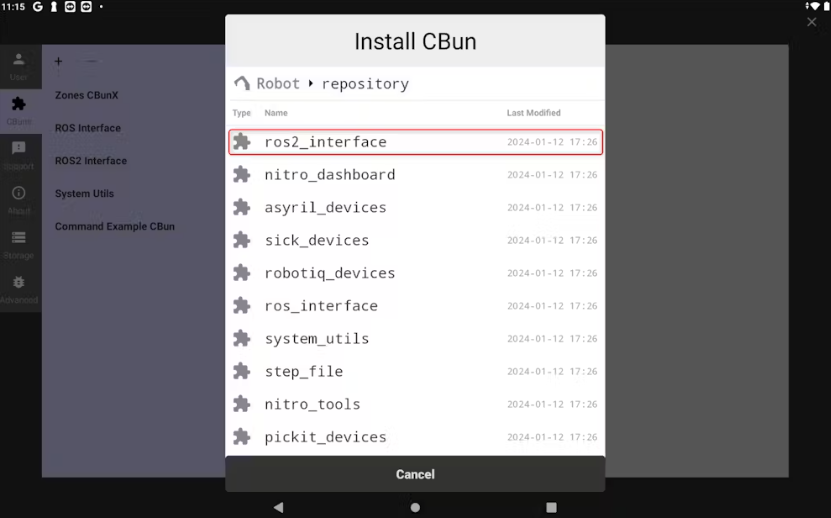 11:15 G
Install CBun
Robot ‣ repository
Type Name Last Modified
ros2_interface 2024-01-12 17:26
nitro_dashboard 2024-01-12 17:26
asyril_devices 2024-01-12 17:26
sick_devices 2024-01-12 17:26
robotiq_devices 2024-01-12 17:26
ros_interface 2024-01-12 17:26
system_utils 2024-01-12 17:26
step_file 2024-01-12 17:26
nitro_tools 2024-01-12 17:26
pickit_devices 2024-01-12 17:26
Cancel
User
CBuns
Support
About
Storage
Advanced
+
Zones CBunX
ROS Interface
ROS2 Interface
System Utils
Command Example CBun